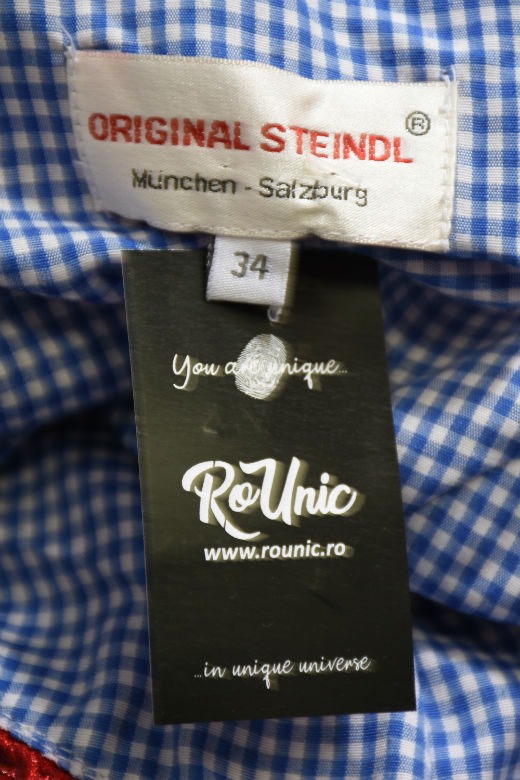 ORIGINAL STEINDL®
München - Salzburg
34
You are unique...
RoUnic
www.rounic.ro
...in unique universe